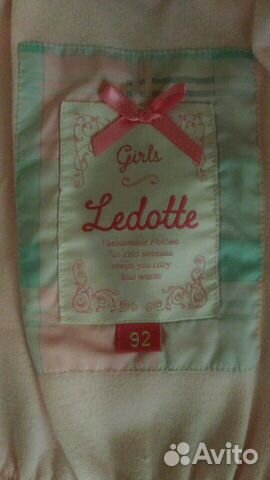 Girls
Ledotte
Fashionable clothes
for cold seasons
keeps you cozy
and warm
92
Avito